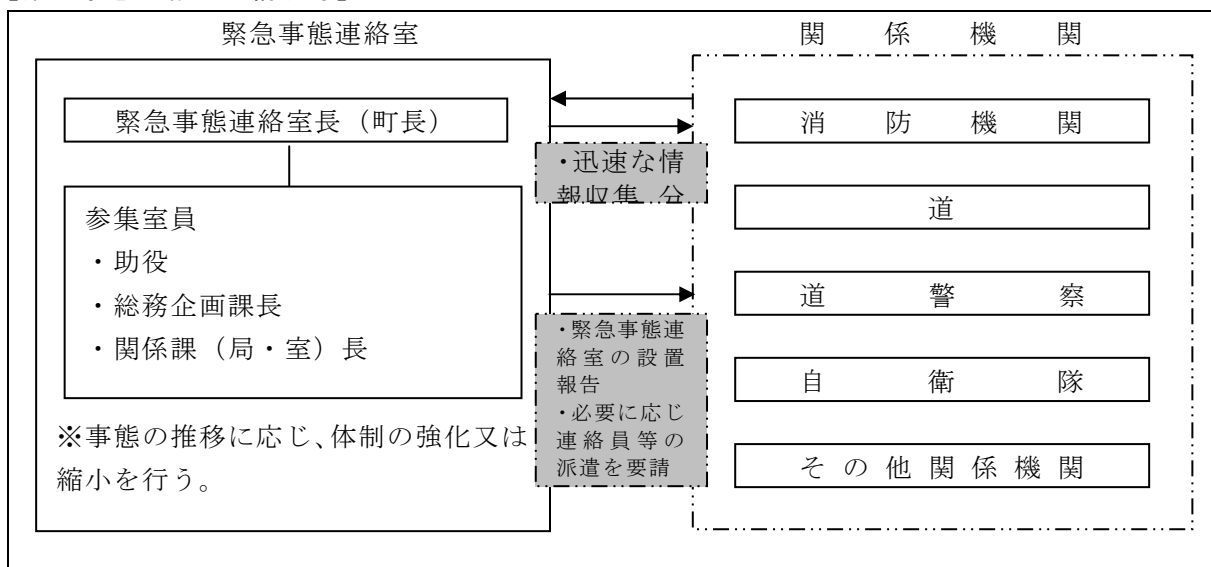 緊急事態連絡室
緊急事態連絡室長（町長）
参集室員
・助役
・総務企画課長
・関係課（局・室）長
※事態の推移に応じ、体制の強化又は
縮小を行う。
・迅速な情
報収集 分
・緊急事態連
絡室の設置
報告
・必要に応じ
連絡員等の
派遣を要請
関係機関
消防機関
道
道警察
自衛隊
その他関係機関